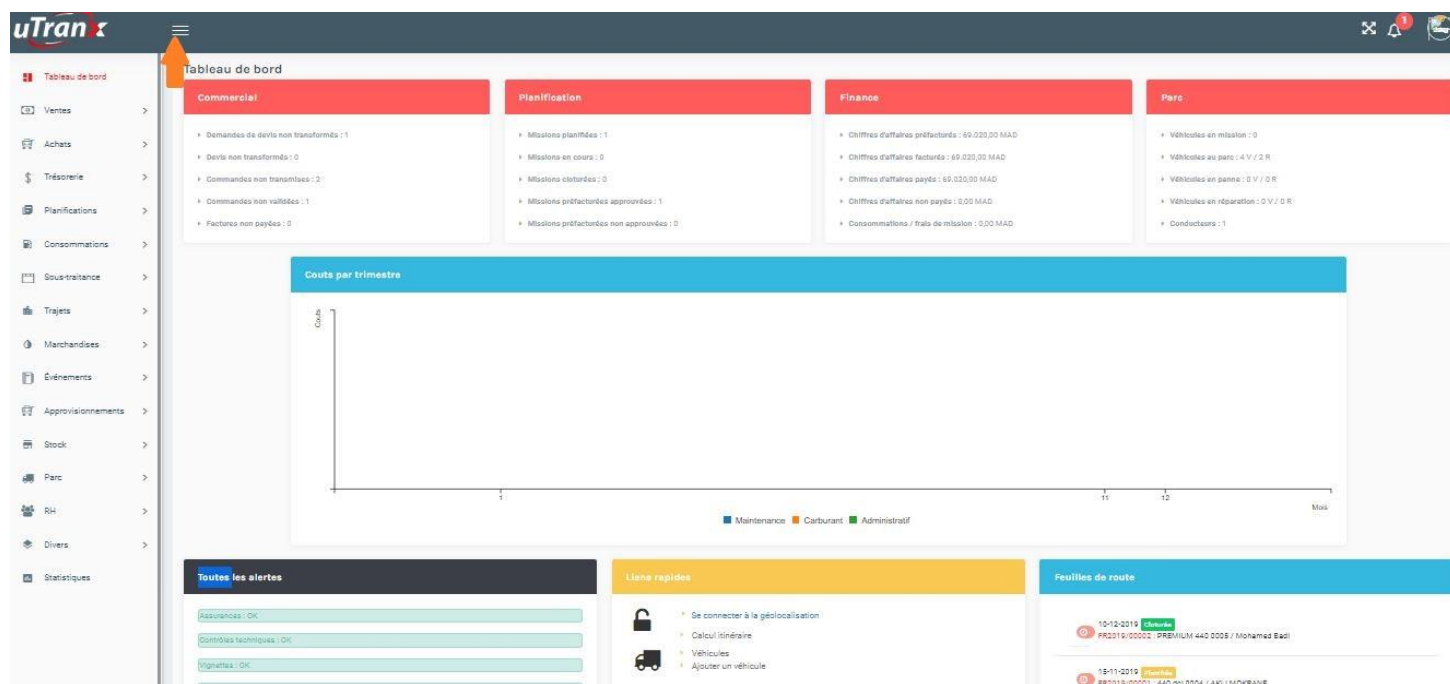 uTranx
1
Tableau de bord
Ventes
Achats
Trésorerie
Planifications
Consommations
Sous-traitance
Trajets
Marchandises
Événements
Approvisionnements
Stock
Parc
RH
Divers
Statistiques
Tableau de bord
Commercial
Demandes de devis non transformés : 1
Devis non transformés : 0
Commandes non transmises : 2
Commandes non validées : 1
Factures non payées : 0
Planification
Missions planifiées : 1
Missions en cours : 0
Missions cloturées : 0
Missions préfacturées approuvées : 1
Missions préfacturées non approuvées : 0
Finance
Chiffres d'affaires préfacturés : 69.020,00 MAD
Chiffres d'affaires facturés : 69.020,00 MAD
Chiffres d'affaires payés : 69.020,00 MAD
Chiffres d'affaires non payés : 0,00 MAD
Consommations / frais de mission : 0,00 MAD
Parc
Véhicules en mission : 0
Véhicules au parc : 4 V / 2 R
Véhicules en panne : 0 V / 0 R
Véhicules en réparation : 0 V / 0 R
Conducteurs : 1
Couts par trimestre
Couts
1
11
12
Mois
Maintenance
Carburant
Administratif
Toutes les alertes
Assurances : OK
Contrôles techniques : OK
Vignettes : OK
Liens rapides
Se connecter à la géolocalisation
Calcul itinéraire
Véhicules
Ajouter un véhicule
Feuilles de route
10-12-2019 Cloturée
FR2019/00002 : PREMIUM 440 0005 / Mohamed Badi
15-11-2019 Planifiée
FR2019/00001 : 440 dci 0004 / AKLI MOKRANE